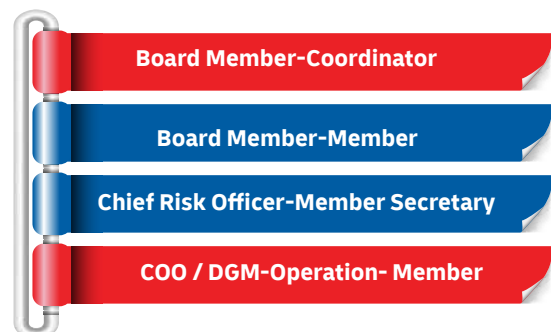 Board Member-Coordinator
Board Member-Member
Chief Risk Officer-Member Secretary
COO / DGM-Operation- Member